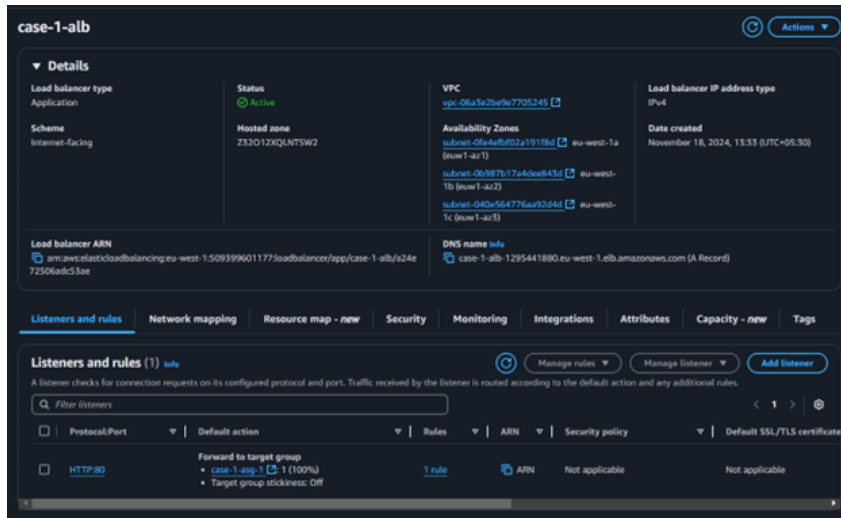 case-1-alb
Actions
Details
Load balancer type
Application
Status
Active
VPC
vpc-06a3e2be9e7705245
Load balancer IP address type
IPv4
Scheme
Internet-facing
Hosted zone
Z32O12XQLNTSW2
Availability Zones
subnet-0fe4efbf02a191f8d eu-west-1a
(euw1-az1)
subnet-0b987b17a4dee843d eu-west-
1b (euw1-az2)
subnet-040e564776aa92d4d eu-west-
1c (euw1-az3)
Date created
November 18, 2024, 13:33 (UTC+05:30)
Load balancer ARN
arn:aws:elasticloadbalancing:eu-west-1:509399601177:loadbalancer/app/case-1-alb/a24e
72506adc53ae
DNS name Info
case-1-alb-1295441880.eu-west-1.elb.amazonaws.com (A Record)
Listeners and rules
Network mapping
Resource map - new
Security
Monitoring
Integrations
Attributes
Capacity - new
Tags
Listeners and rules (1) Info
Manage rules
Manage listener
Add listener
A listener checks for connection requests on its configured protocol and port. Traffic received by the listener is routed according to the default action and any additional rules.
Filter listeners
1
Protocol:Port
Default action
Rules
ARN
Security policy
Default SSL/TLS certificate
HTTP:80
Forward to target group
case-1-asg-1: 1 (100%)
Target group stickiness: Off
1 rule
ARN
Not applicable
Not applicable